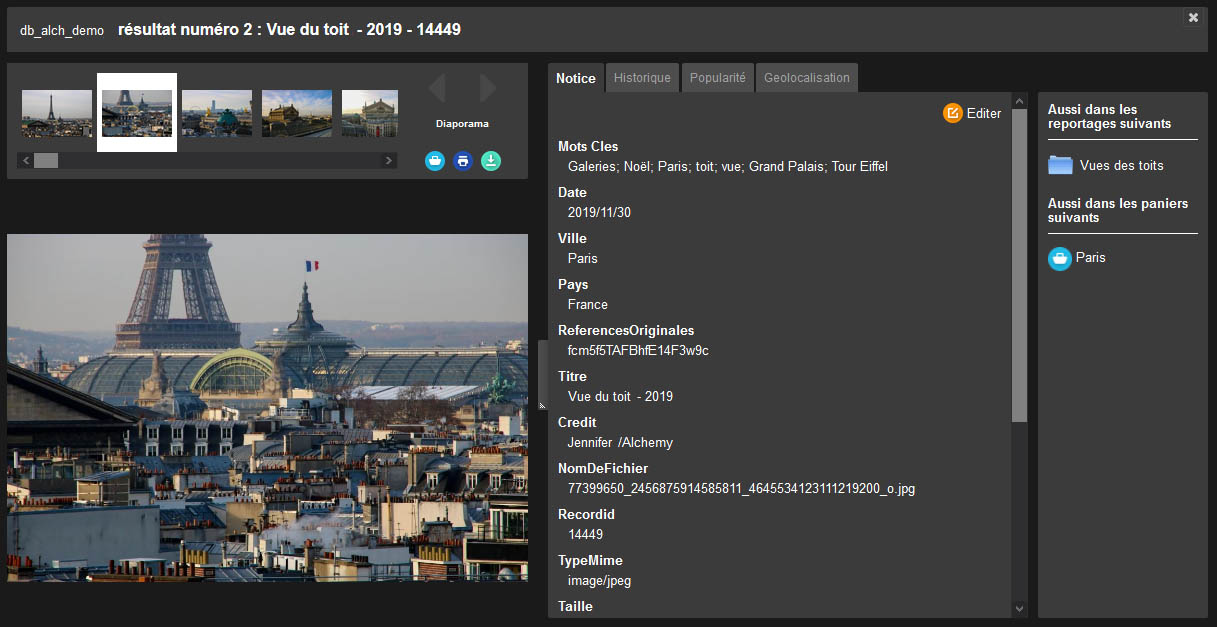 db_alch_demo résultat numéro 2 : Vue du toit - 2019 - 14449
Diaporama
Notice Historique Popularité Geolocalisation
Editer
Mots Cles
Galeries; Noël; Paris; toit; vue; Grand Palais; Tour Eiffel
Date
2019/11/30
Ville
Paris
Pays
France
ReferencesOriginales
fcm5f5TAFBhfE14F3w9c
Titre
Vue du toit - 2019
Credit
Jennifer /Alchemy
NomDeFichier
77399650_2456875914585811_4645534123111219200_o.jpg
Recordid
14449
TypeMime
image/jpeg
Taille
Aussi dans les
reportages suivants
Vues des toits
Aussi dans les paniers
suivants
Paris